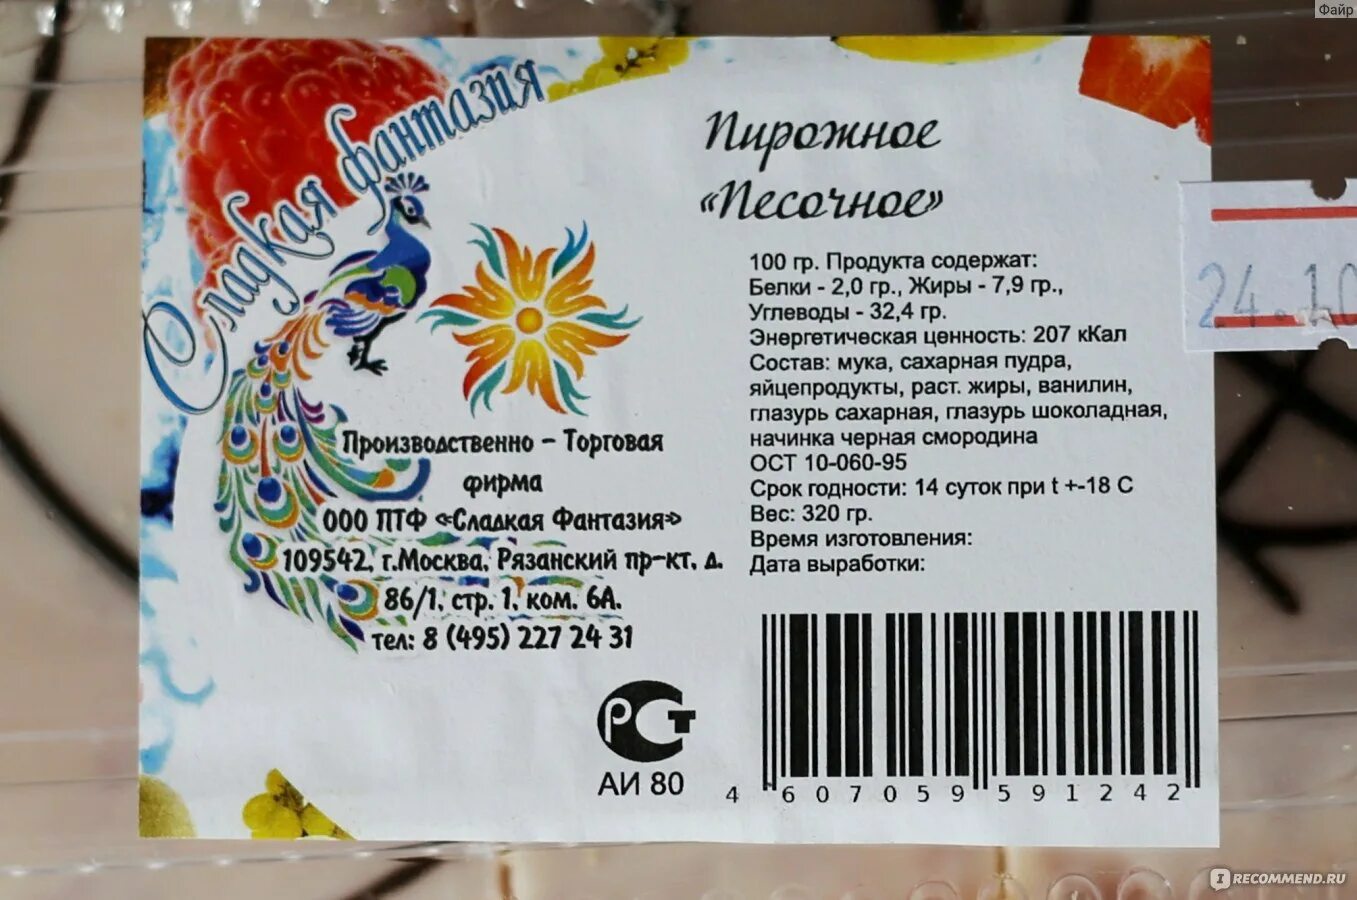 Файр
Сладкая фантазия
Производственно - Торговая
фирма
ООО ПТФ «Сладкая Фантазия»
109542, г.Москва, Рязанский пр-кт, д.
86/1, стр. 1, ком. 6А.
тел: 8 (495) 227 24 31
РСТ
АИ 80
Пирожное
«Песочное»
100 гр. Продукта содержат:
Белки - 2,0 гр., Жиры - 7,9 гр.,
Углеводы - 32,4 гр.
Энергетическая ценность: 207 кКал
Состав: мука, сахарная пудра,
яйцепродукты, раст. жиры, ванилин,
глазурь сахарная, глазурь шоколадная,
начинка черная смородина
ОСТ 10-060-95
Срок годности: 14 суток при t +-18 С
Вес: 320 гр.
Время изготовления:
Дата выработки:
4 607059 591242
24.10
IRECOMMEND.RU